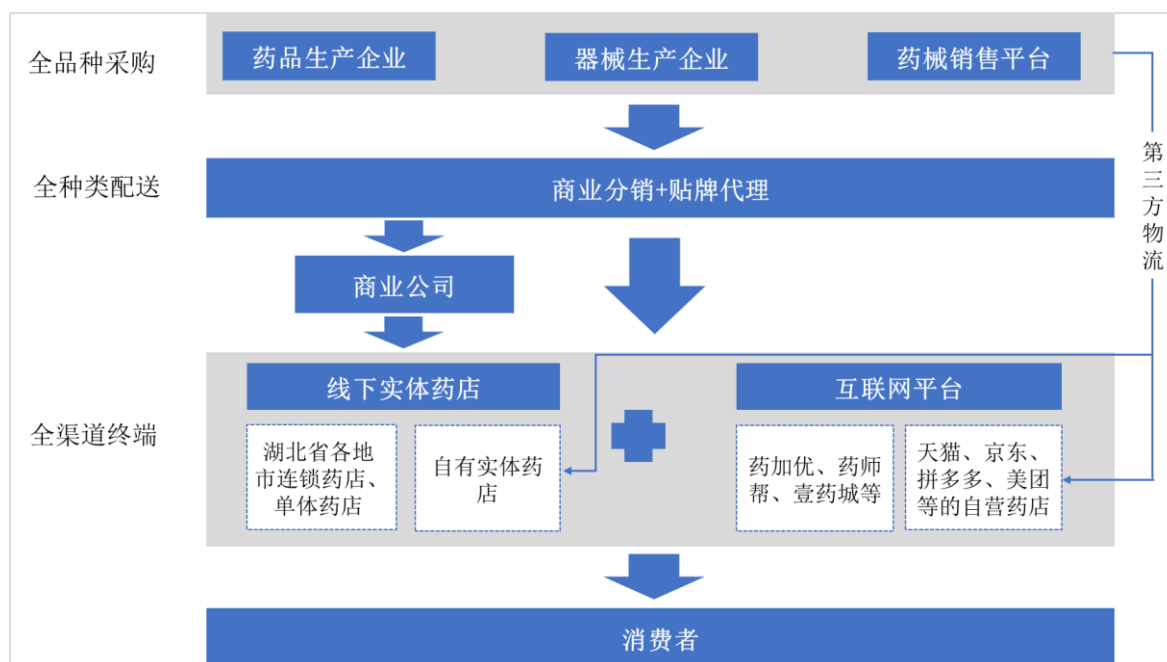 全品种采购
药品生产企业
器械生产企业
药械销售平台
第
三
方
物
流
全种类配送
商业分销+贴牌代理
商业公司
全渠道终端
线下实体药店
互联网平台
湖北省各地
市连锁药店、
单体药店
自有实体药
店
药加优、药师
帮、壹药城等
天猫、京东、
拼多多、美团
等的自营药店
消费者